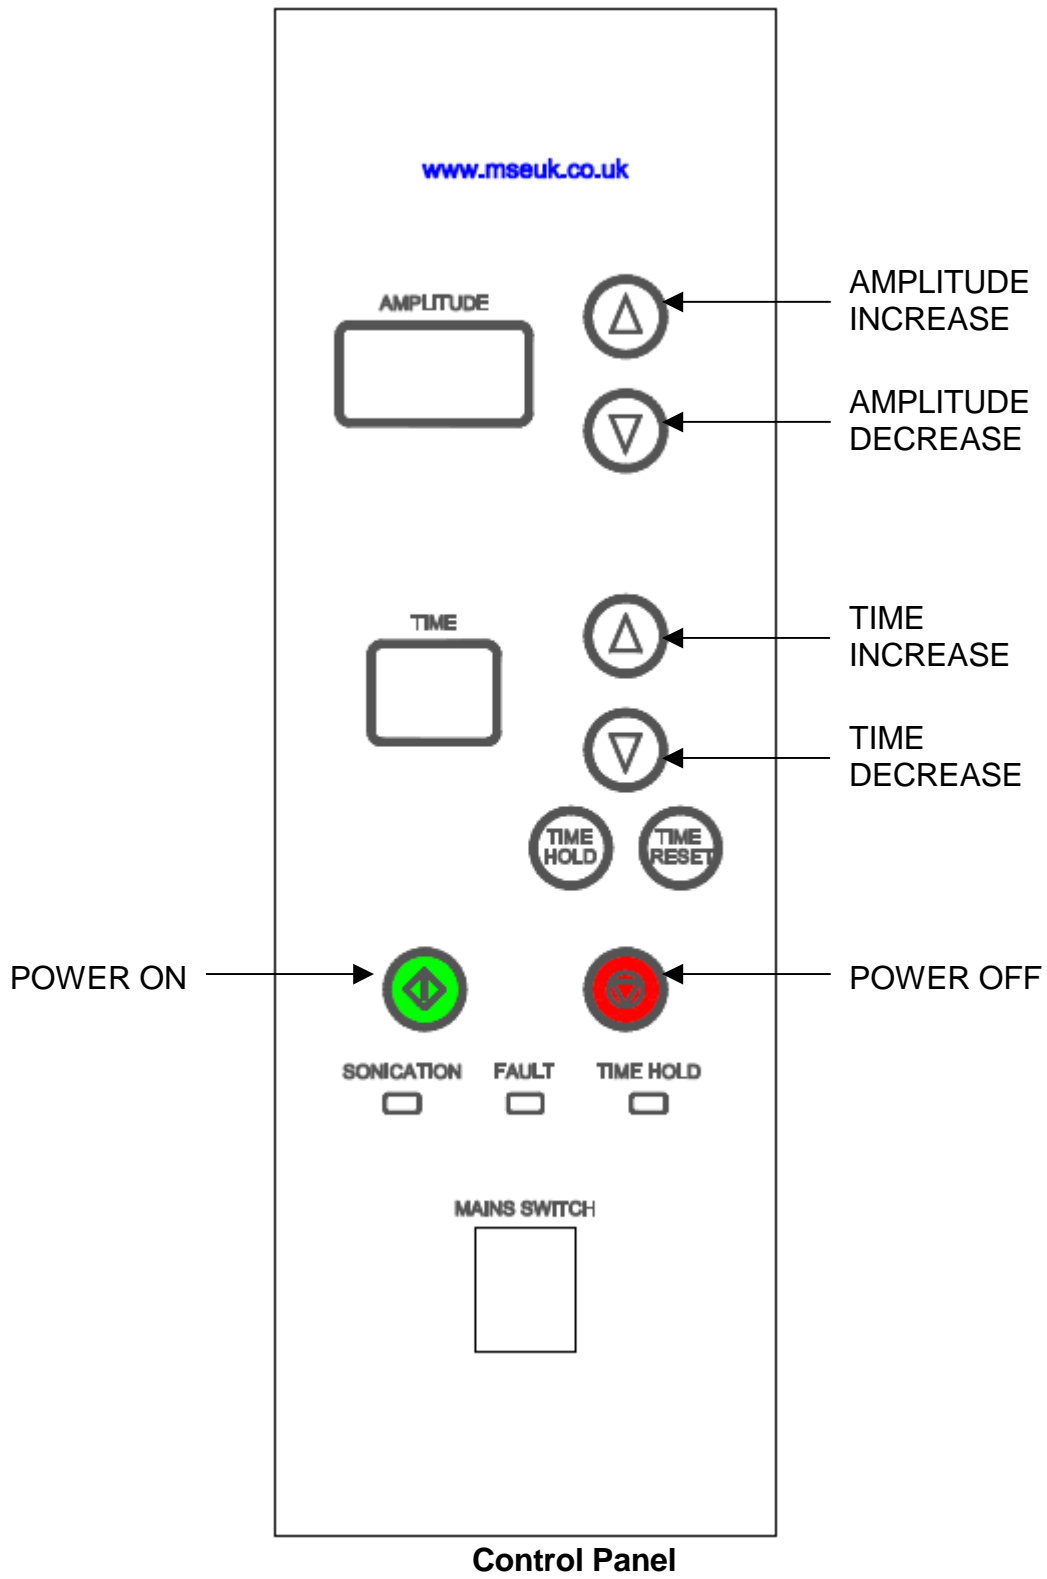 www.mseuk.co.uk
AMPLITUDE
AMPLITUDE
INCREASE
AMPLITUDE
DECREASE
TIME
TIME
INCREASE
TIME
DECREASE
TIME
HOLD
TIME
RESET
POWER ON
POWER OFF
SONICATION
FAULT
TIME HOLD
MAINS SWITCH
Control Panel